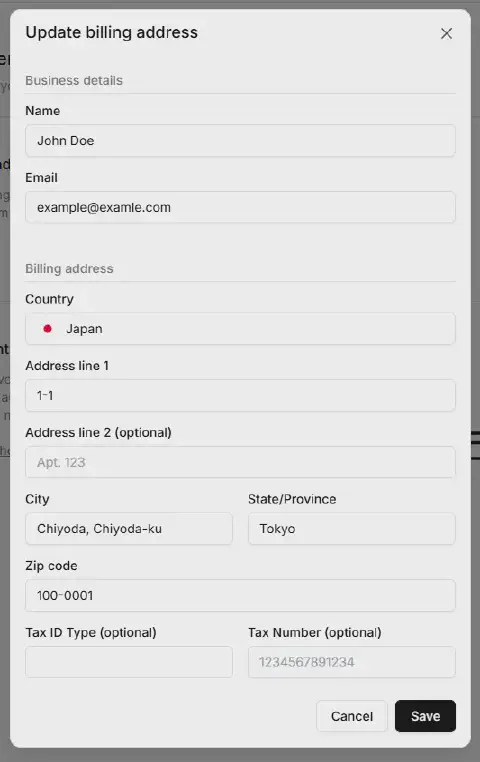 Update billing address
Business details
Name
John Doe
Email
example@examle.com
Billing address
Country
Japan
Address line 1
1-1
Address line 2 (optional)
Apt. 123
City
State/Province
Chiyoda, Chiyoda-ku
Tokyo
Zip code
100-0001
Tax ID Type (optional)
Tax Number (optional)
1234567891234
Cancel
Save